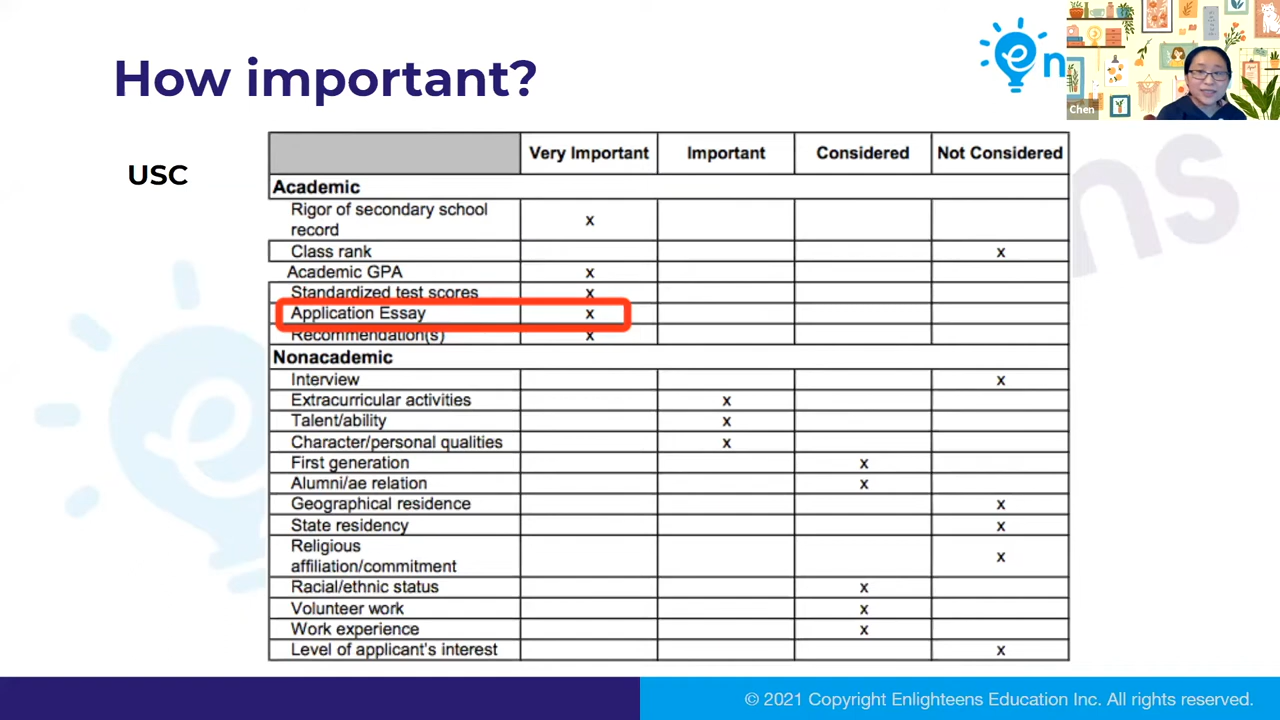 How important?
en
Chen
USC
Very Important Important Considered Not Considered
Academic
Rigor of secondary school
record x
Class rank x
Academic GPA x
Standardized test scores x
Application Essay x
Recommendation(s) x
Nonacademic
Interview x
Extracurricular activities x
Talent/ability x
Character/personal qualities x
First generation x
Alumni/ae relation x
Geographical residence x
State residency x
Religious
affiliation/commitment x
Racial/ethnic status x
Volunteer work x
Work experience x
Level of applicant's interest x
ens
© 2021 Copyright Enlighteens Education Inc. All rights reserved.